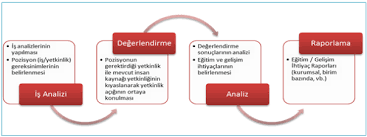 • İş analizlerinin
yapılması
• Pozisyon (iş/yetkinlik)
gereksinimlerinin
belirlenmesi
İş Analizi
Değerlendirme
• Pozisyonun
gerektirdiği yetkinlik
ile mevcut insan
kaynağı yetkinliğinin
kıyaslanarak yetkinlik
açığının ortaya
konulması
• Değerlendirme
sonuçlarının analizi
• Eğitim ve gelişim
ihtiyaçlarının
belirlenmesi
Analiz
Raporlama
• Eğitim / Gelişim
İhtiyaç Raporları
(kurumsal, birim
bazında, vb.)